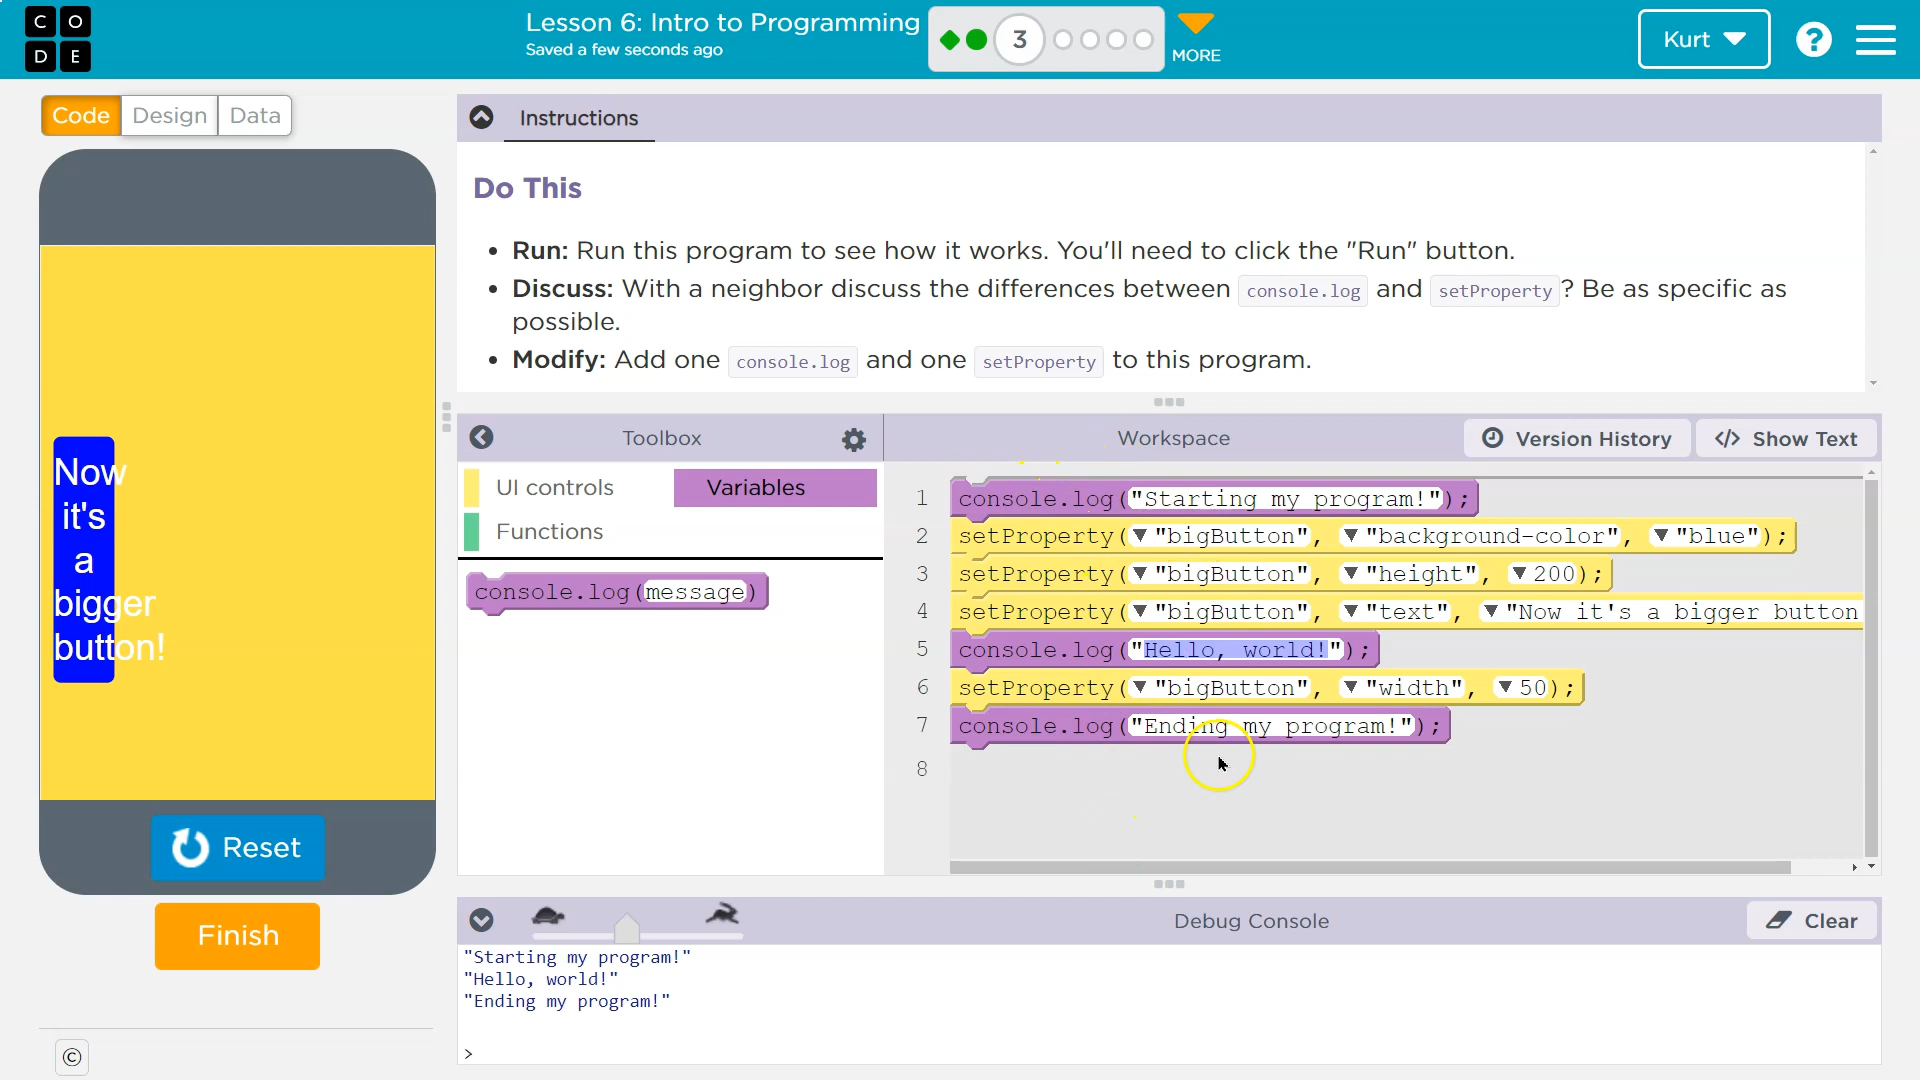 C O
D E
Lesson 6: Intro to Programming
Saved a few seconds ago
3
MORE
Kurt
?
Code Design Data
Instructions
Do This
• Run: Run this program to see how it works. You'll need to click the "Run" button.
• Discuss: With a neighbor discuss the differences between console.log and setProperty? Be as specific as
possible.
• Modify: Add one console.log and one setProperty to this program.
Now
it's
a
bigger
button!
Reset
Finish
©
Toolbox
UI controls
Variables
Functions
console.log(message)
Workspace
Version History
</> Show Text
1 console.log("Starting my program!");
2 setProperty(▼"bigButton", ▼"background-color", ▼"blue");
3 setProperty(▼"bigButton", ▼"height", ▼200);
4 setProperty(▼"bigButton", ▼"text", ▼"Now it's a bigger button
5 console.log("Hello, world!");
6 setProperty(▼"bigButton", ▼"width", ▼50);
7 console.log("Ending my program!");
8
Debug Console
Clear
"Starting my program!"
"Hello, world!"
"Ending my program!"
>